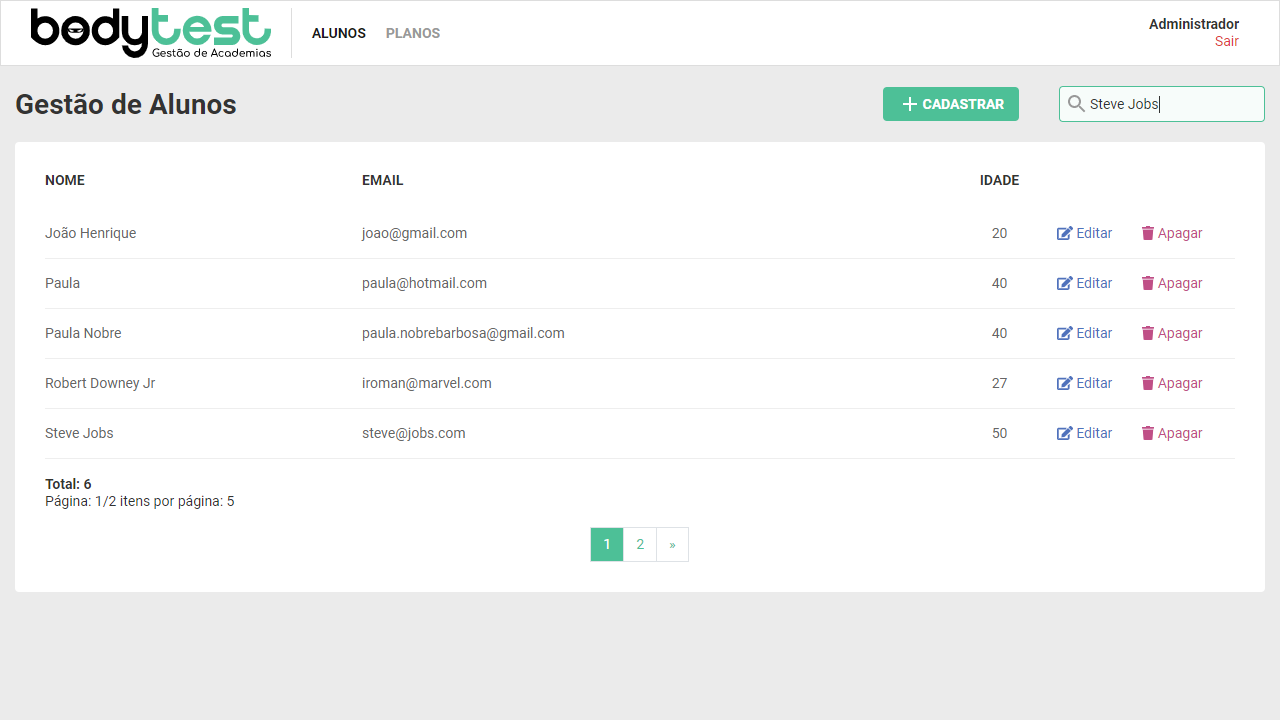 bodytest
Gestão de Academias
ALUNOS PLANOS
Administrador
Sair
Gestão de Alunos
CADASTRAR
Steve Jobs
NOME EMAIL IDADE
João Henrique joao@gmail.com 20 Editar Apagar
Paula paula@hotmail.com 40 Editar Apagar
Paula Nobre paula.nobrebarbosa@gmail.com 40 Editar Apagar
Robert Downey Jr iroman@marvel.com 27 Editar Apagar
Steve Jobs steve@jobs.com 50 Editar Apagar
Total: 6
Página: 1/2 itens por página: 5
1 2 »